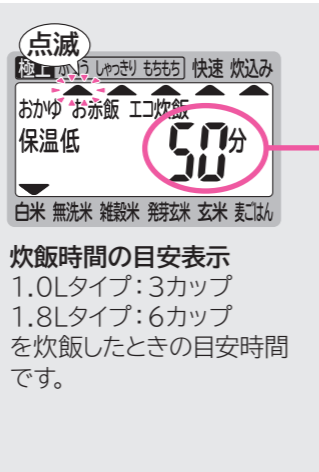 点滅
極上 ふつう しゃっきり もちもち 快速 炊込み
おかゆ お赤飯 エコ炊飯
保温低 50分
白米 無洗米 雑穀米 発芽玄米 玄米 麦ごはん
炊飯時間の目安表示
1.0Lタイプ：3カップ
1.8Lタイプ：6カップ
を炊飯したときの目安時間
です。